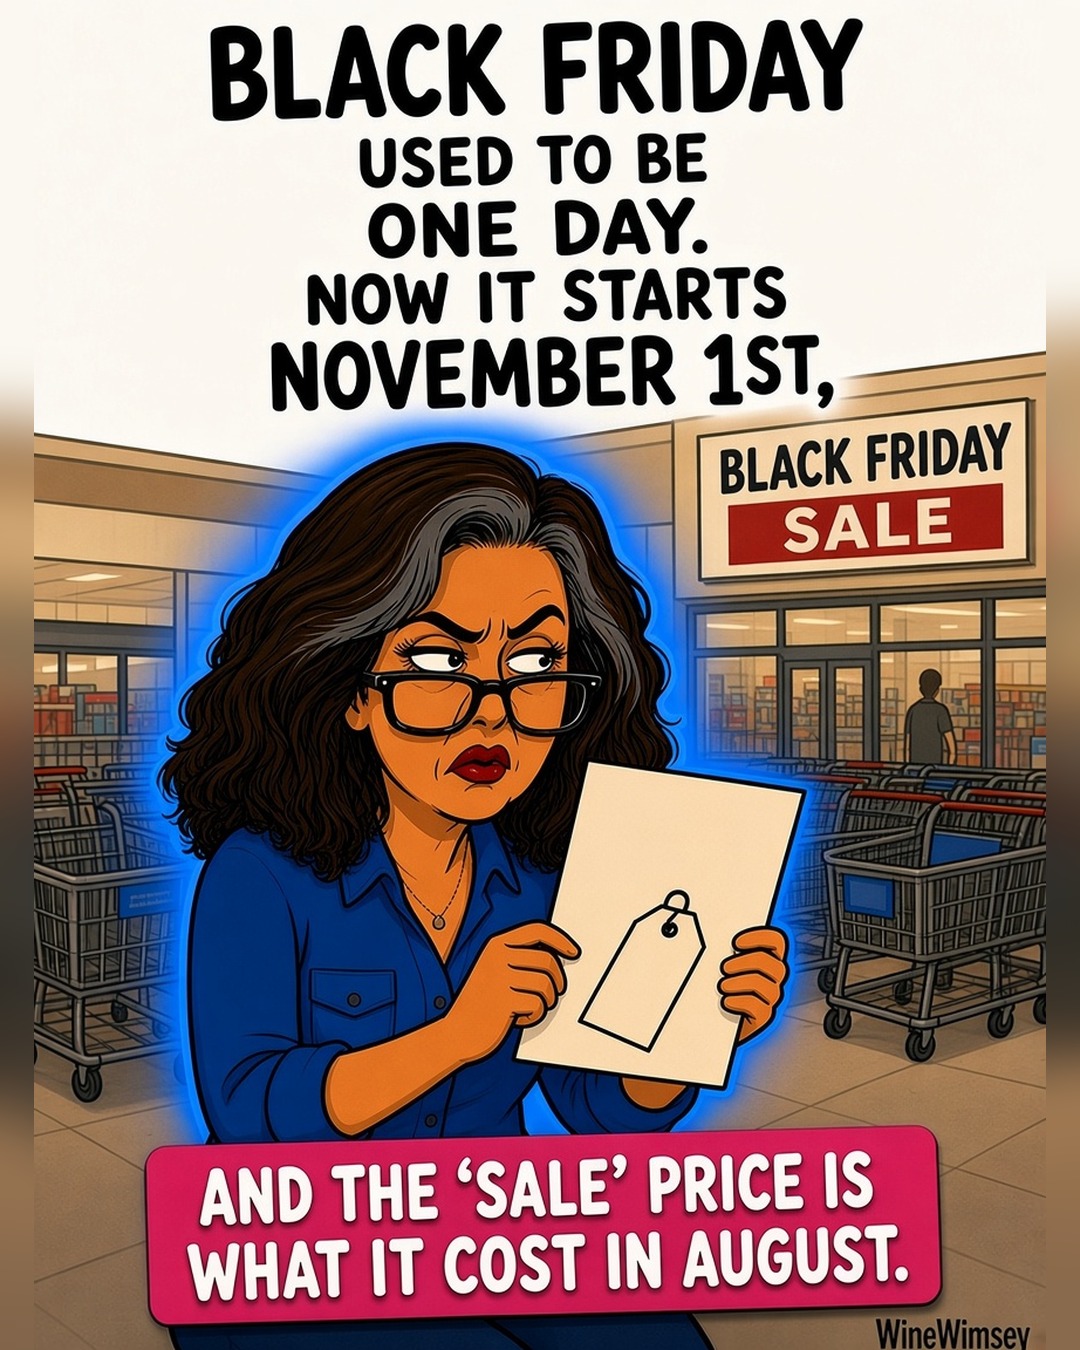 BLACK FRIDAY
USED TO BE
ONE DAY.
NOW IT STARTS
NOVEMBER 1ST,
BLACK FRIDAY
SALE
AND THE ‘SALE’ PRICE IS
WHAT IT COST IN AUGUST.
WineWimsey